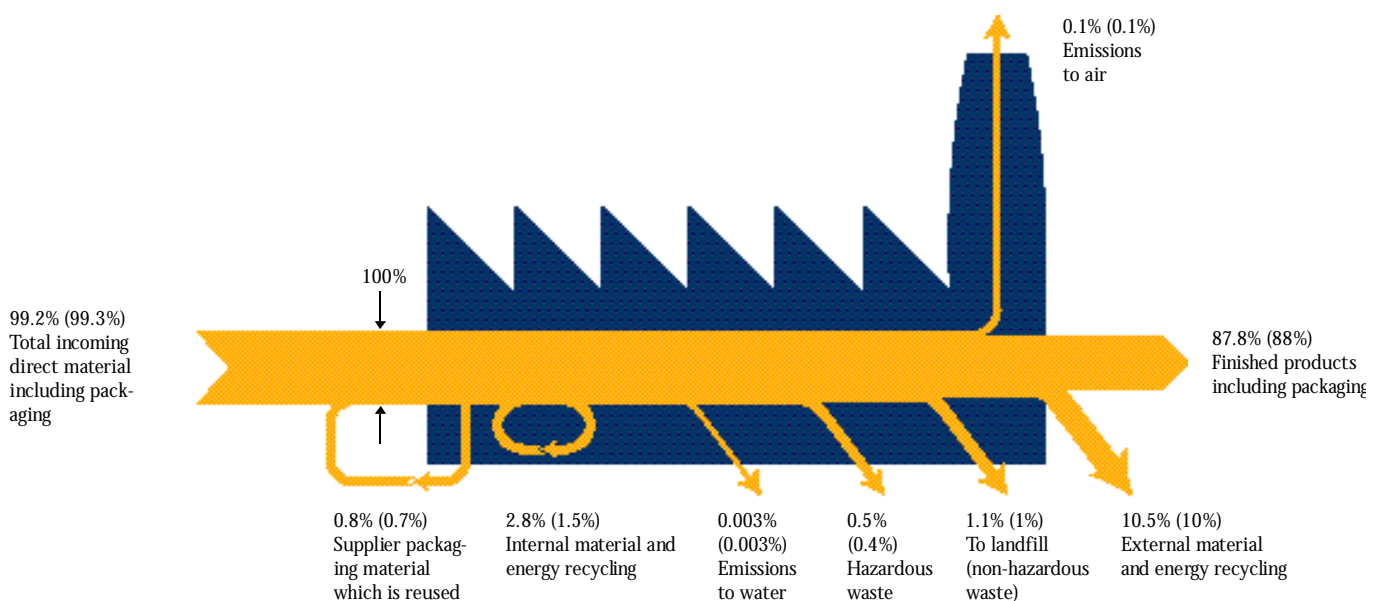 0.1% (0.1%)
Emissions
to air
100%
99.2% (99.3%)
Total incoming
direct material
including pack-
aging
87.8% (88%)
Finished products
including packaging
0.8% (0.7%)
Supplier packag-
ing material
which is reused
2.8% (1.5%)
Internal material and
energy recycling
0.003%
(0.003%)
Emissions
to water
0.5%
(0.4%)
Hazardous
waste
1.1% (1%)
To landfill
(non-hazardous
waste)
10.5% (10%)
External material
and energy recycling